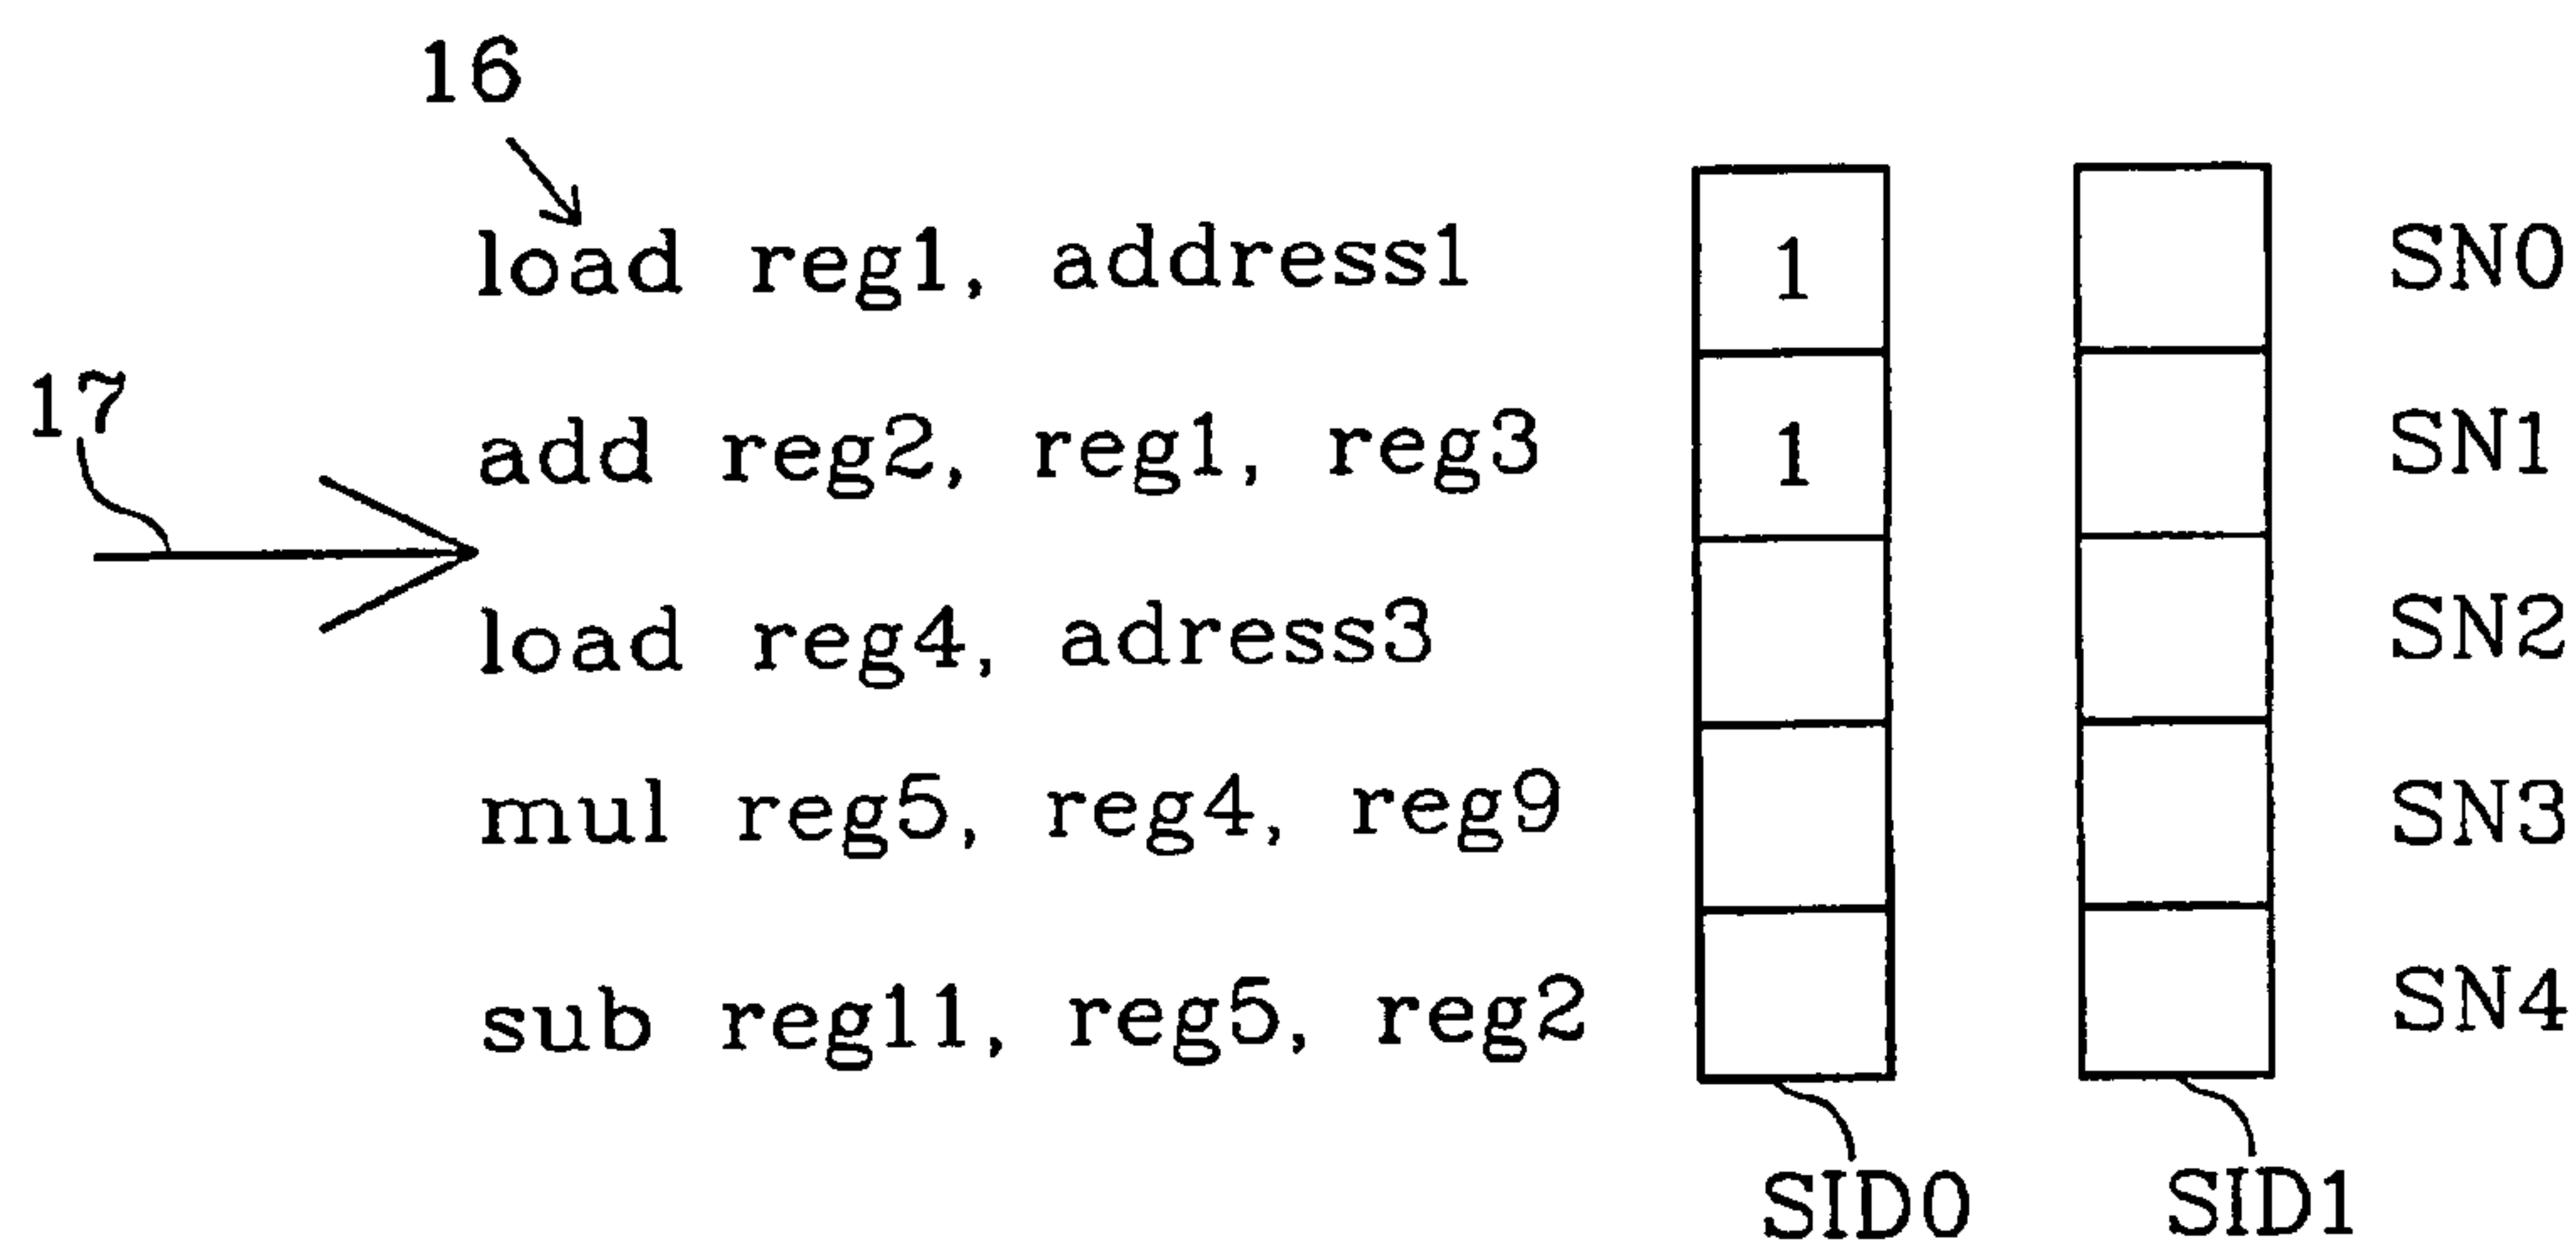 16
load reg1, address1 1 SN0
17
add reg2, reg1, reg3 1 SN1
load reg4, adress3 SN2
mul reg5, reg4, reg9 SN3
sub reg11, reg5, reg2 SN4
SID0 SID1